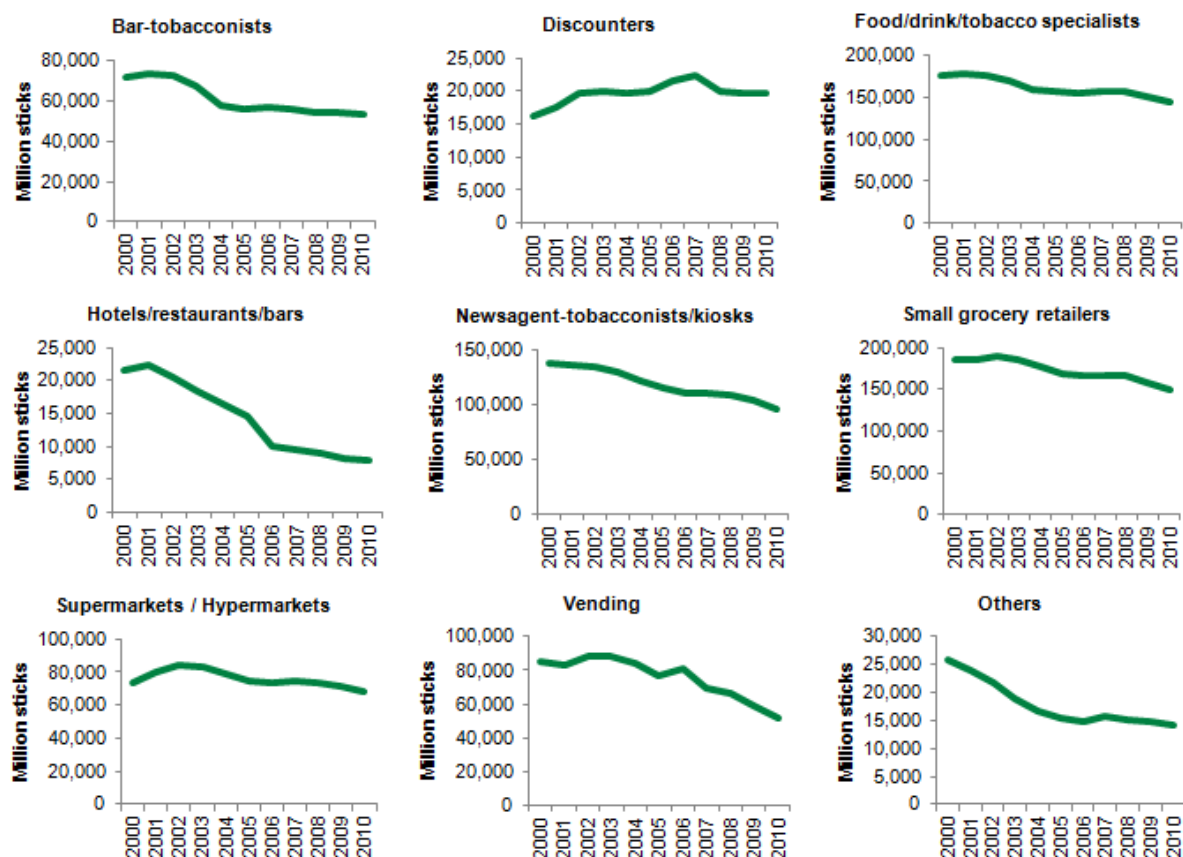 Bar-tobacconists
Million sticks
80,000
60,000
40,000
20,000
0
2000 2001 2002 2003 2004 2005 2006 2007 2008 2009 2010
Discounters
Million sticks
25,000
20,000
15,000
10,000
5,000
0
2000 2001 2002 2003 2004 2005 2006 2007 2008 2009 2010
Food/drink/tobacco specialists
Million sticks
200,000
150,000
100,000
50,000
0
2000 2001 2002 2003 2004 2005 2006 2007 2008 2009 2010
Hotels/restaurants/bars
Million sticks
25,000
20,000
15,000
10,000
5,000
0
2000 2001 2002 2003 2004 2005 2006 2007 2008 2009 2010
Newsagent-tobacconists/kiosks
Million sticks
150,000
100,000
50,000
0
2000 2001 2002 2003 2004 2005 2006 2007 2008 2009 2010
Small grocery retailers
Million sticks
200,000
150,000
100,000
50,000
0
2000 2001 2002 2003 2004 2005 2006 2007 2008 2009 2010
Supermarkets / Hypermarkets
Million sticks
100,000
80,000
60,000
40,000
20,000
0
2000 2001 2002 2003 2004 2005 2006 2007 2008 2009 2010
Vending
Million sticks
100,000
80,000
60,000
40,000
20,000
0
2000 2001 2002 2003 2004 2005 2006 2007 2008 2009 2010
Others
Million sticks
30,000
25,000
20,000
15,000
10,000
5,000
0
2000 2001 2002 2003 2004 2005 2006 2007 2008 2009 2010